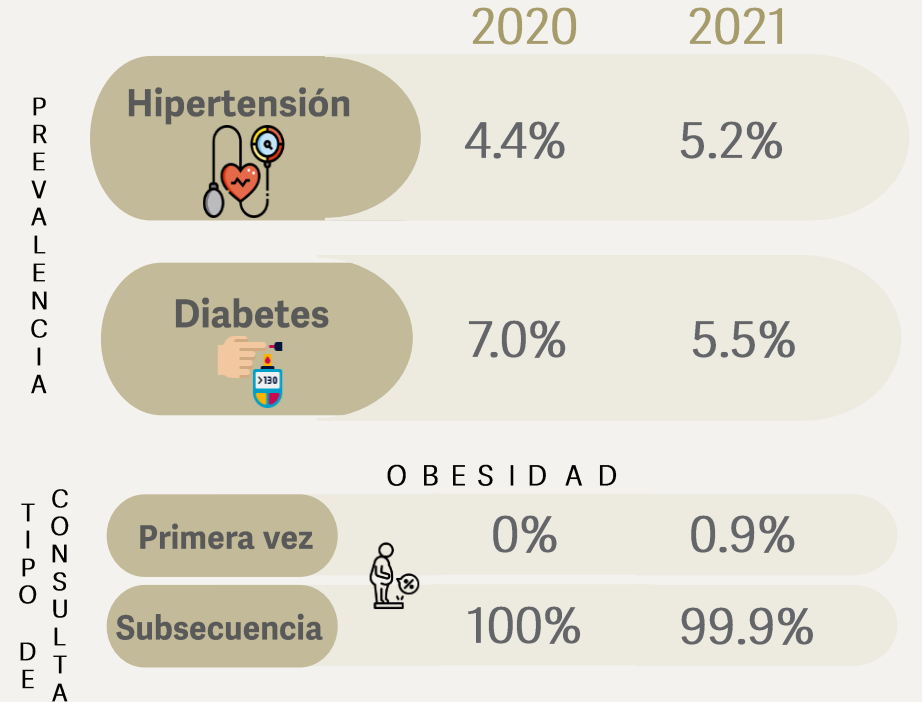 2020 2021
PREVALENCIA
Hipertensión 4.4% 5.2%
Diabetes 7.0% 5.5%
>130
OBESIDAD
TIPO DE
CONSULTA
Primera vez 0% 0.9%
Subsecuencia 100% 99.9%
%